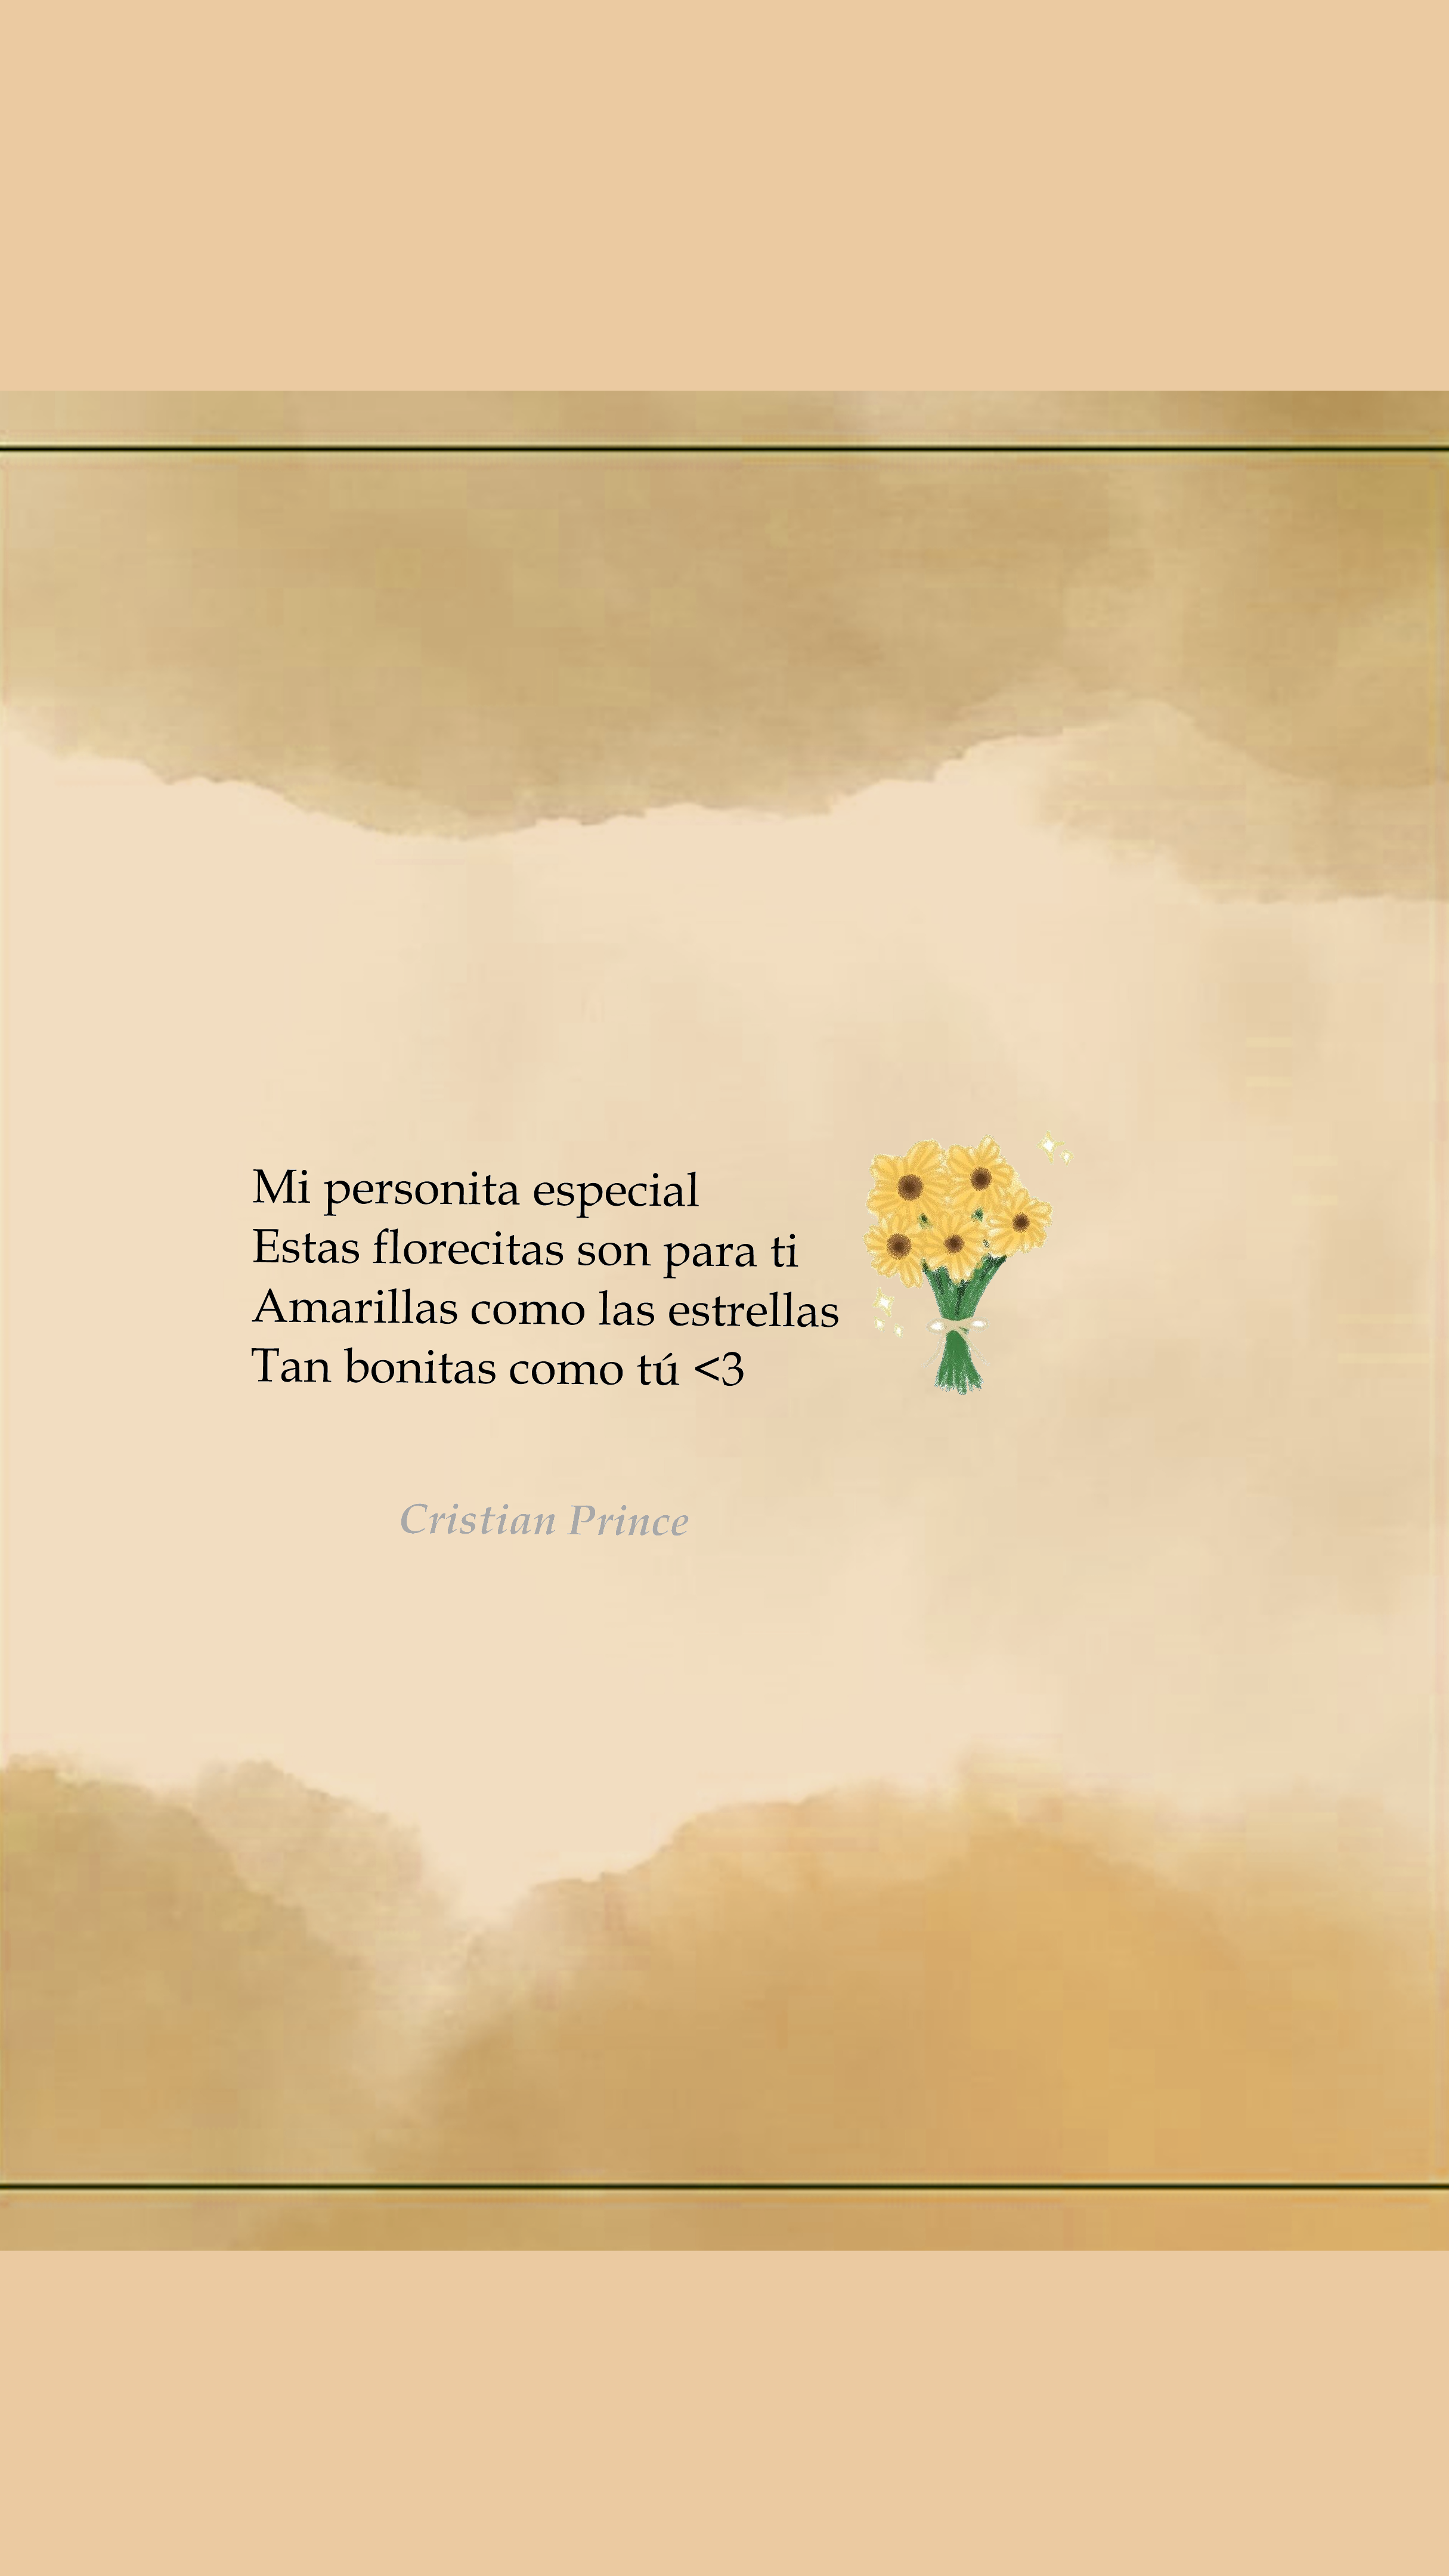 Mi personita especial
Estas florecitas son para ti
Amarillas como las estrellas
Tan bonitas como tú <3
Cristian Prince